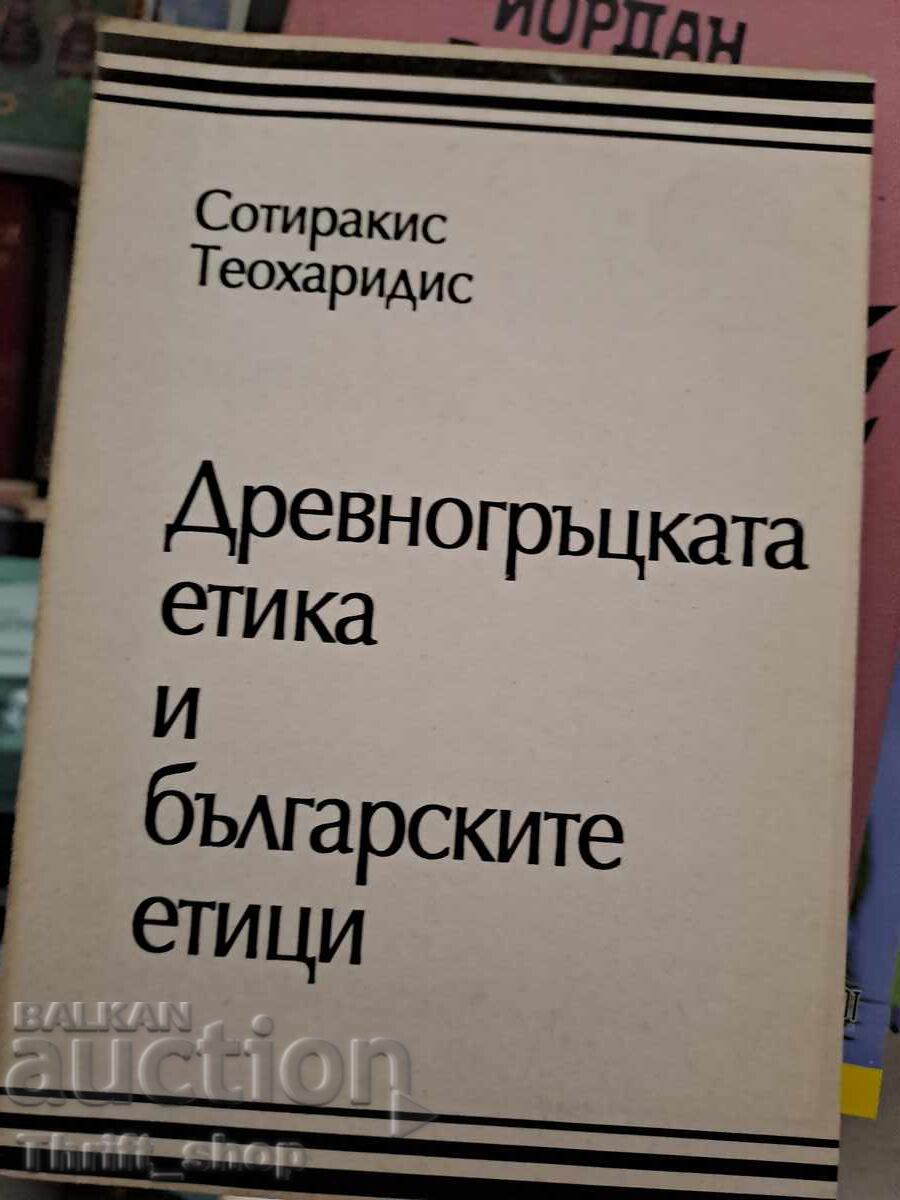 ЙОРДАН
Сотиракис
Теохаридис
Древногръцката
етика
и
българските
етици
BALKAN
auction
Thrift_shop